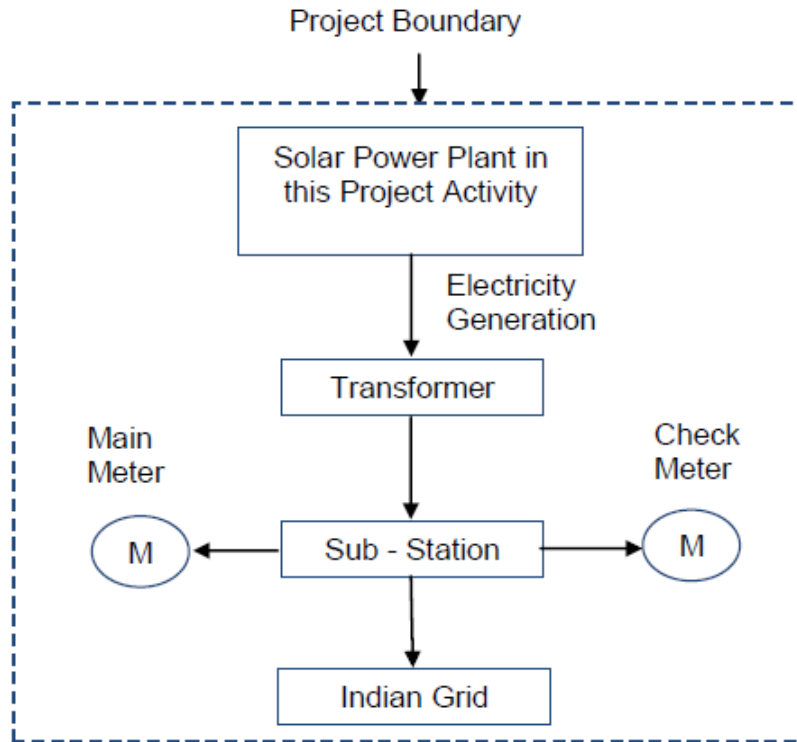 Project Boundary
Solar Power Plant in
this Project Activity
Electricity
Generation
Transformer
Main
Meter
Check
Meter
M
Sub - Station
M
Indian Grid